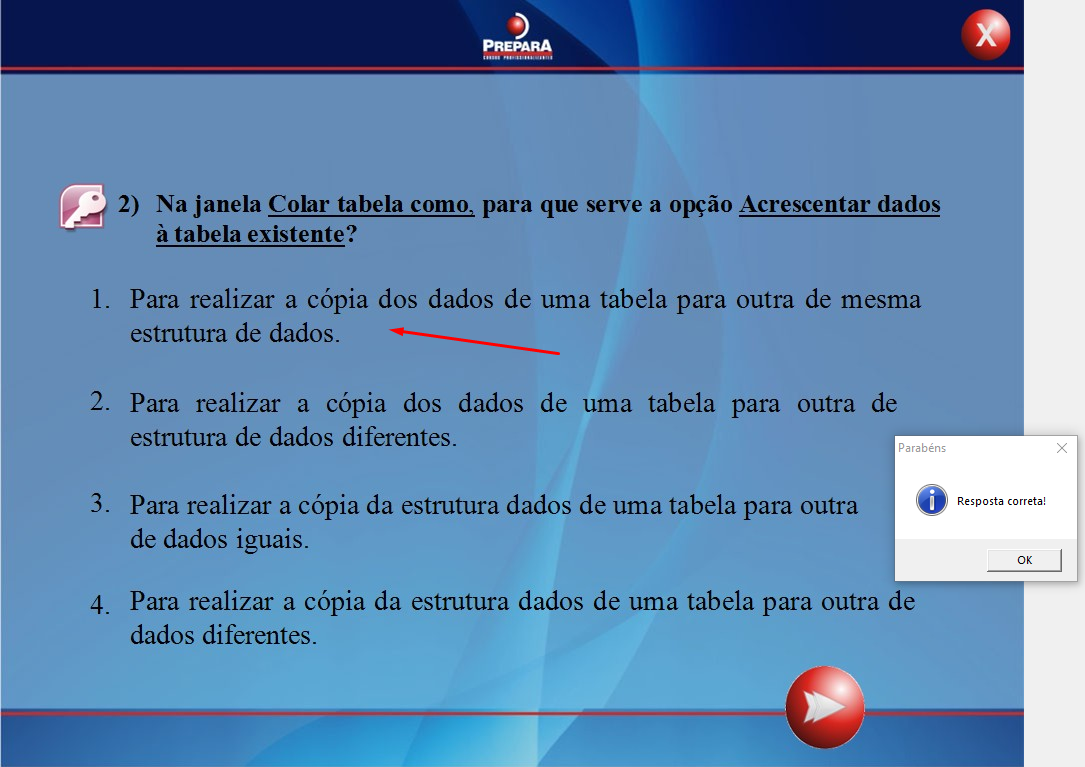 PREPARA
CURSOS PROFISSIONALIZANTES
X
2) Na janela Colar tabela como, para que serve a opção Acrescentar dados
à tabela existente?
1. Para realizar a cópia dos dados de uma tabela para outra de mesma
estrutura de dados.
2. Para realizar a cópia dos dados de uma tabela para outra de
estrutura de dados diferentes.
Parabéns
Resposta correta!
OK
3. Para realizar a cópia da estrutura dados de uma tabela para outra
de dados iguais.
4. Para realizar a cópia da estrutura dados de uma tabela para outra de
dados diferentes.